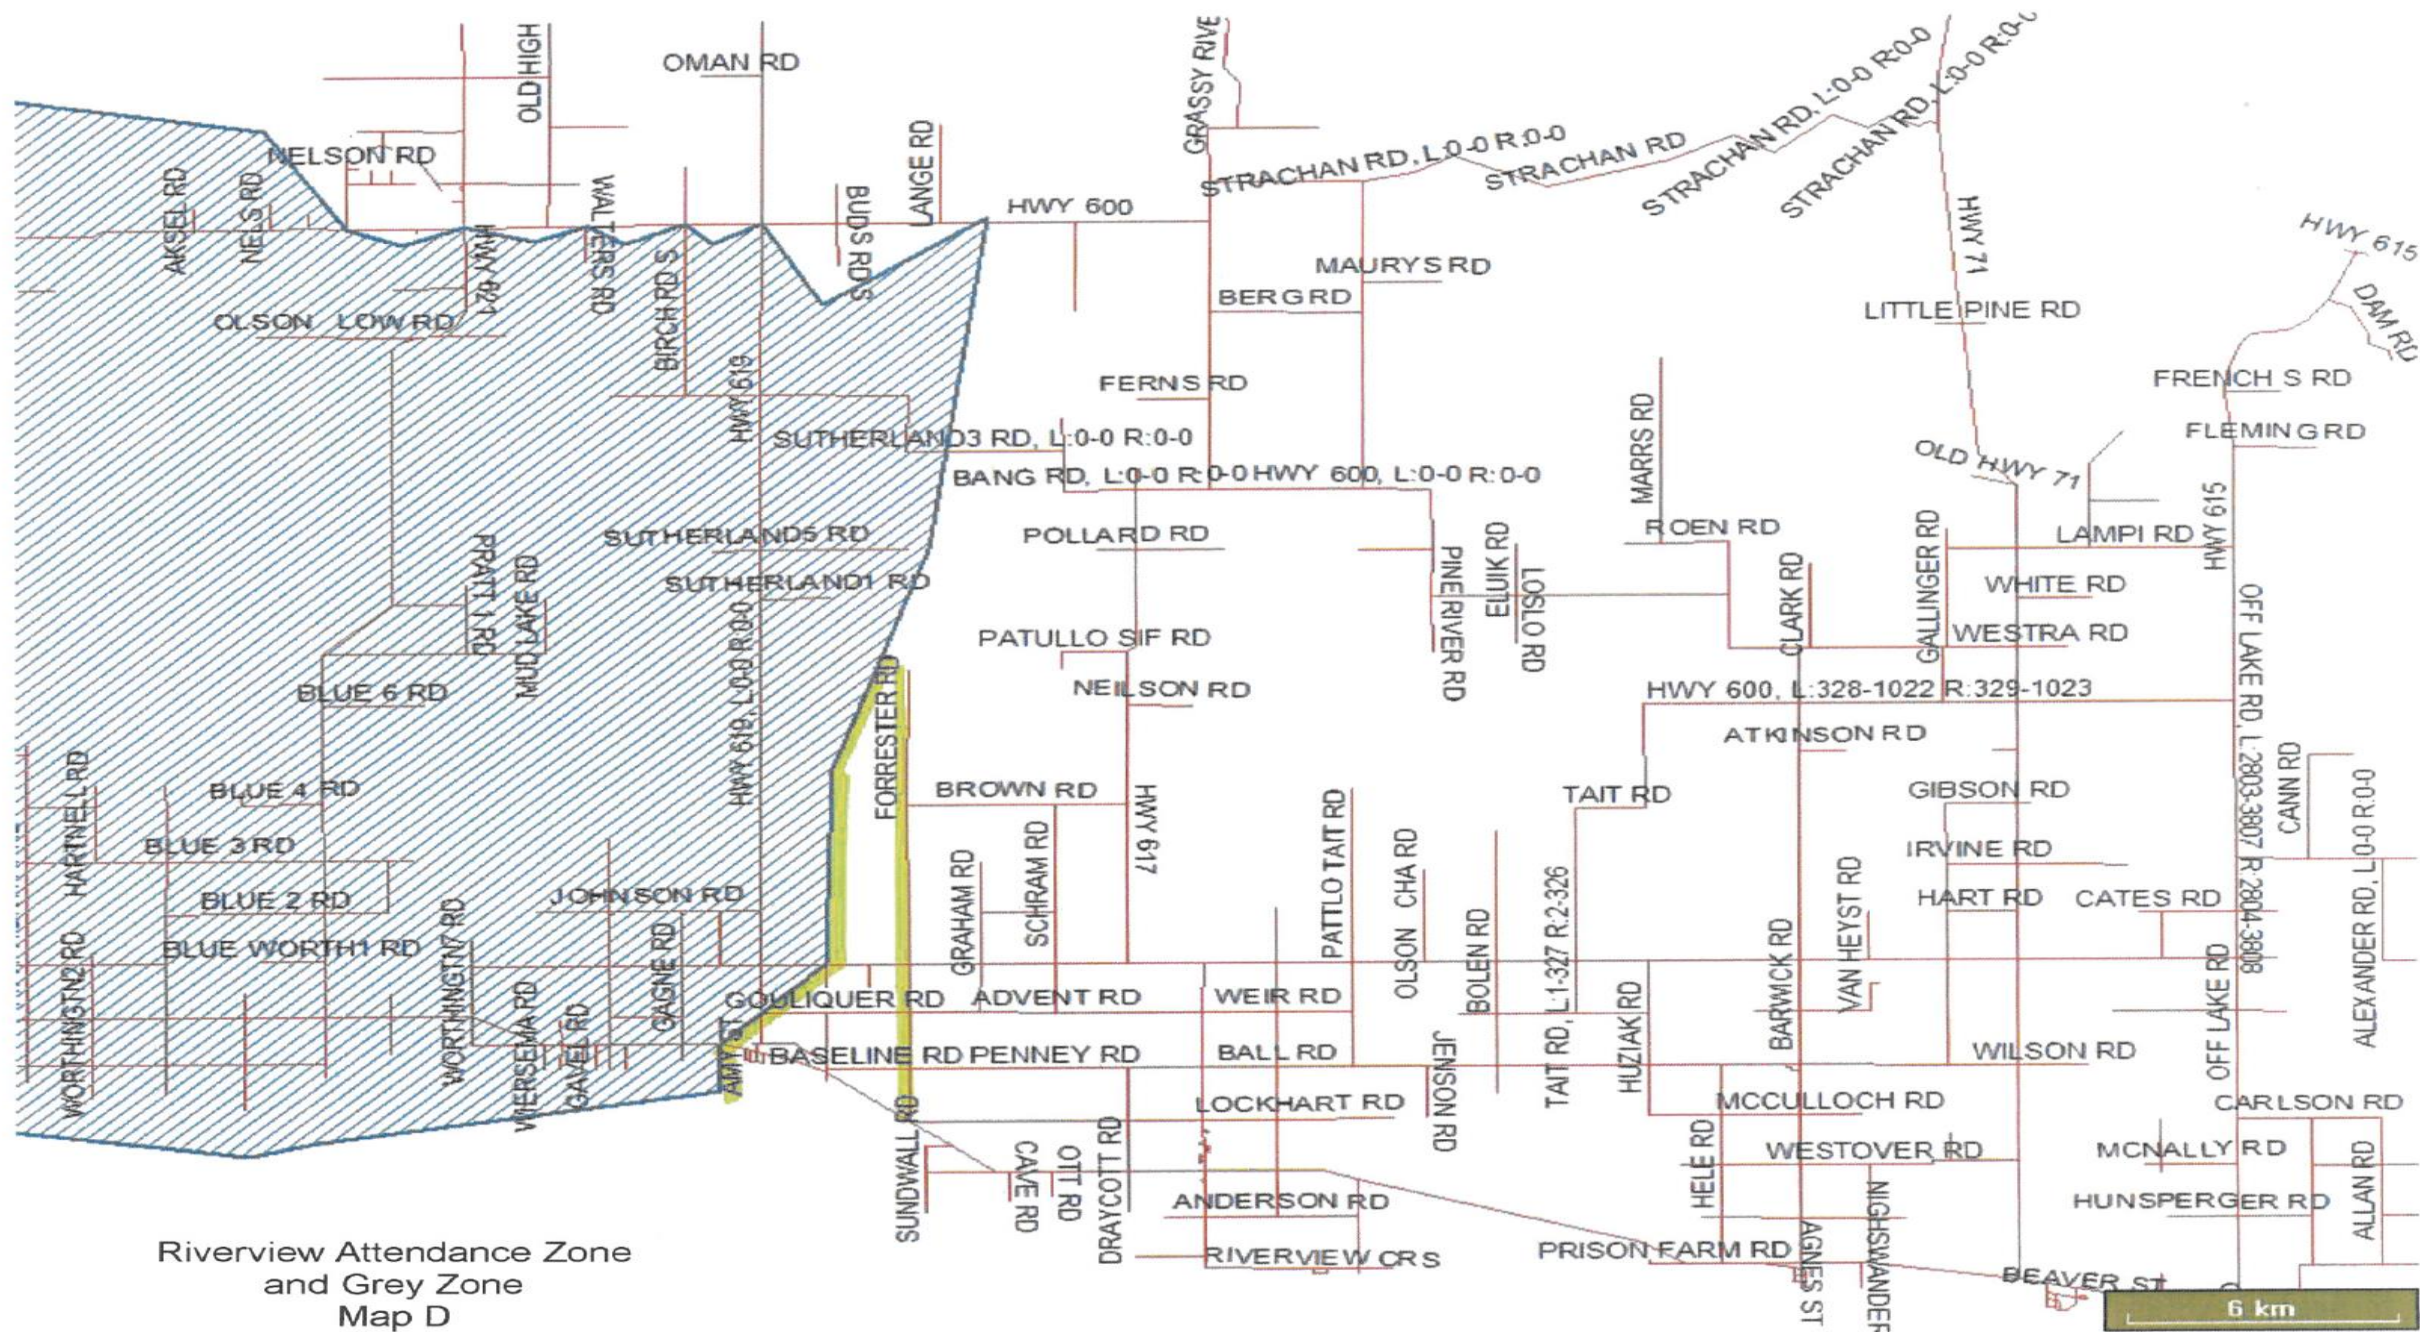 OLD HIGH
OMAN RD
GRASSY RIVE
STRACHAN RD, L:0-0 R:0-0
STRACHAN RD
STRACHAN RD, L:0-0 R:0-0
STRACHAN RD, L:0-0 R:0-0
NELSON RD
AKSEL RD
NELS RD
WALTERS RD
BUDS RD S
LANGE RD
HWY 600
HWY 71
HWY 615
DAM RD
HWY 621
BIRCH RD S
MAURYS RD
BERG RD
LITTLE PINE RD
OLSON LOW RD
HWY 619
FERNS RD
FRENCH S RD
MARRS RD
FLEMING RD
SUTHERLAND3 RD, L:0-0 R:0-0
BANG RD, L:0-0 R:0-0 HWY 600, L:0-0 R:0-0
OLD HWY 71
HWY 615
SUTHERLAND5 RD
POLLARD RD
ROEN RD
LAMPI RD
PRATT 1 RD
MUD LAKE RD
SUTHERLAND1 RD
PINE RIVER RD
ELUIK RD
LOSLO RD
CLARK RD
GALLINGER RD
WHITE RD
WESTRA RD
OFF LAKE RD, L:2803-3807 R:2804-3808
PATULLO SIF RD
NEILSON RD
HWY 600, L:328-1022 R:329-1023
BLUE 6 RD
HWY 619, L:0-0 R:0-0
FORRESTER RD
ATKINSON RD
HARTNELL RD
BLUE 4 RD
BROWN RD
HWY 617
TAIT RD
GIBSON RD
CANN RD
ALEXANDER RD, L:0-0 R:0-0
BLUE 3 RD
GRAHAM RD
SCHRAM RD
PATTLO TAIT RD
OLSON CHA RD
IRVINE RD
BLUE 2 RD
JOHNSON RD
VAN HEYST RD
HART RD
CATES RD
WORTHINGTN2 RD
BLUE WORTH1 RD
WORTHINGTN7 RD
GAGNE RD
BOLEN RD
TAIT RD, L:1-327 R:2-326
BARWICK RD
WIERSEMA RD
GAVEL RD
GOULIQUER RD
ADVENT RD
WEIR RD
HUZIAK RD
OFF LAKE RD
AMY ST
BASELINE RD
PENNEY RD
BALL RD
JENSON RD
WILSON RD
LOCKHART RD
MCCULLOCH RD
CARLSON RD
SUNDWALL RD
CAVE RD
OTT RD
DRAYCOTT RD
HELE RD
WESTOVER RD
MCNALLY RD
ALLAN RD
ANDERSON RD
NIGHSWANDER
HUNSPERGER RD
RIVERVIEW CRS
PRISON FARM RD
AGNES ST
BEAVER ST
Riverview Attendance Zone
and Grey Zone
Map D
6 km